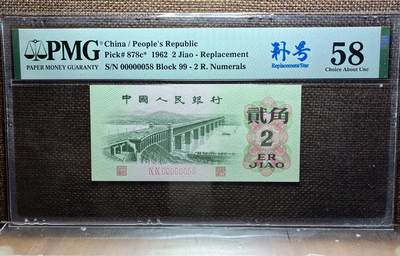 PMG
PAPER MONEY GUARANTY
China / People's Republic
Pick# 878c* 1962 2 Jiao - Replacement
S/N 00000058 Block 99 - 2 R. Numerals
补号
Replacement/Star
58
Choice About Unc
中國人民銀行
貳角
2
ER
JIAO